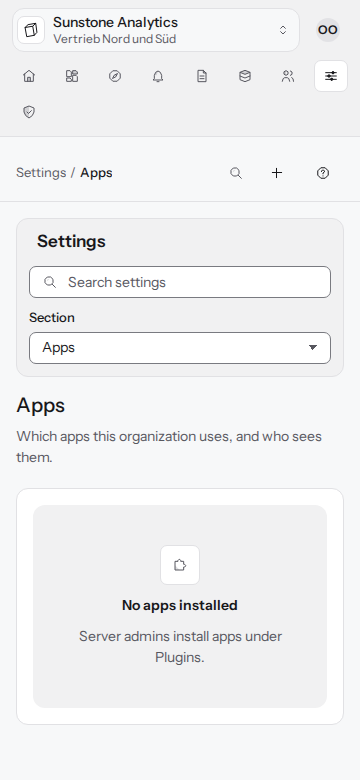 Sunstone Analytics
Vertrieb Nord und Süd
OO
Settings / Apps
Settings
Search settings
Section
Apps
Apps
Which apps this organization uses, and who sees
them.
No apps installed
Server admins install apps under
Plugins.